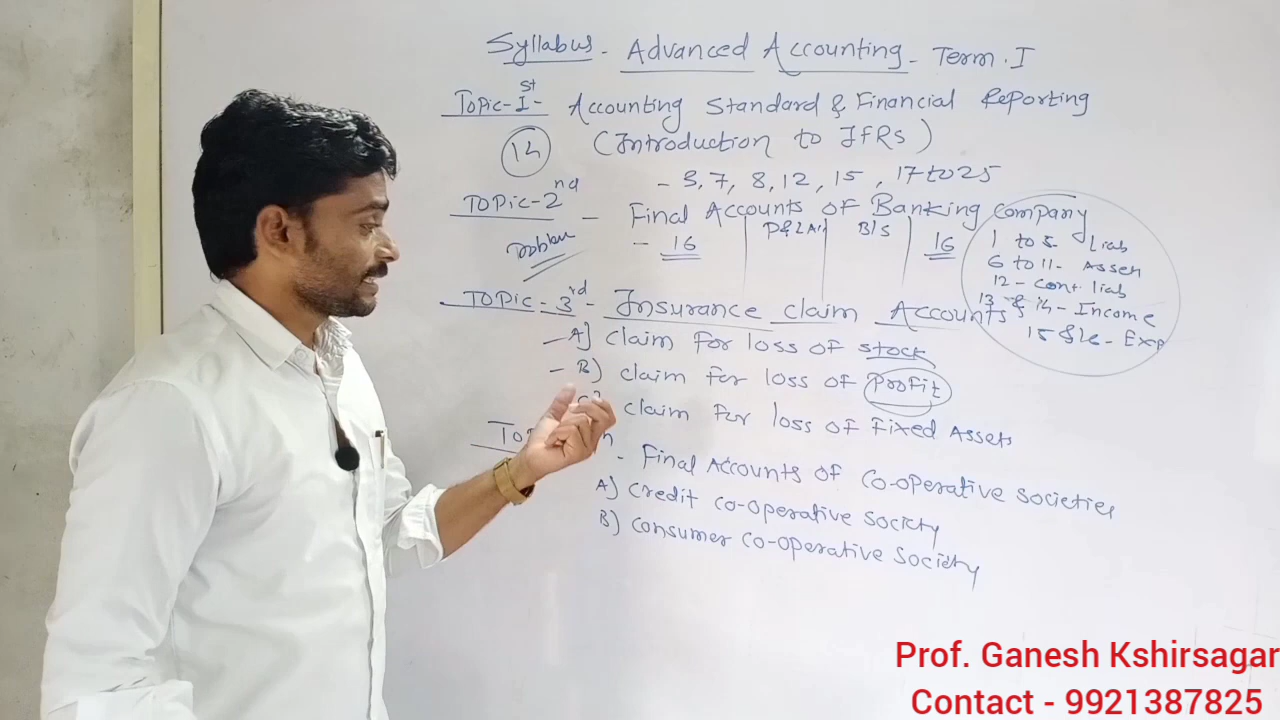 Syllabus - Advanced Accounting - Term. I
Topic - Ist - Accounting Standard & Financial Reporting
14 (Introduction to IFRs)
- 3, 7, 8, 12, 15, 17 to 25
Topic-2nd - Final Accounts of Banking Company
- 16 P&L A/c B/S 16
1 to 5 - Liab
6 to 11 - Assets
12 - Cont. liab
13 & 14 - Income
15 & 16 - Exp
Topic - 3rd - Insurance claim Accounts
- A] Claim for loss of stock
- B) claim for loss of Profit
claim for loss of Fixed Assets
- Final Accounts of Co-operative Societies
A) Credit Co-operative Society
B) Consumer Co-operative Society
Prof. Ganesh Kshirsagar
Contact - 9921387825